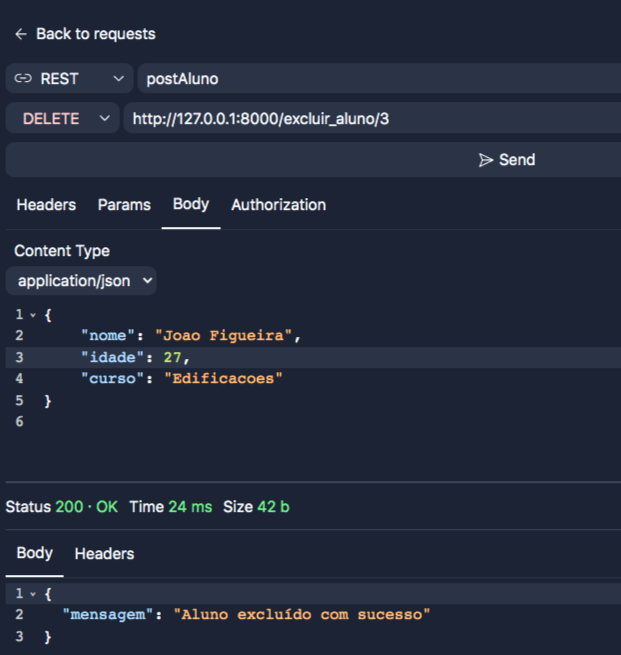 ← Back to requests
REST postAluno
DELETE http://127.0.0.1:8000/excluir_aluno/3
Send
Headers Params Body Authorization
Content Type
application/json
1 {
2 "nome": "Joao Figueira",
3 "idade": 27,
4 "curso": "Edificacoes"
5 }
6
Status 200 · OK Time 24 ms Size 42 b
Body Headers
1 {
2 "mensagem": "Aluno excluído com sucesso"
3 }